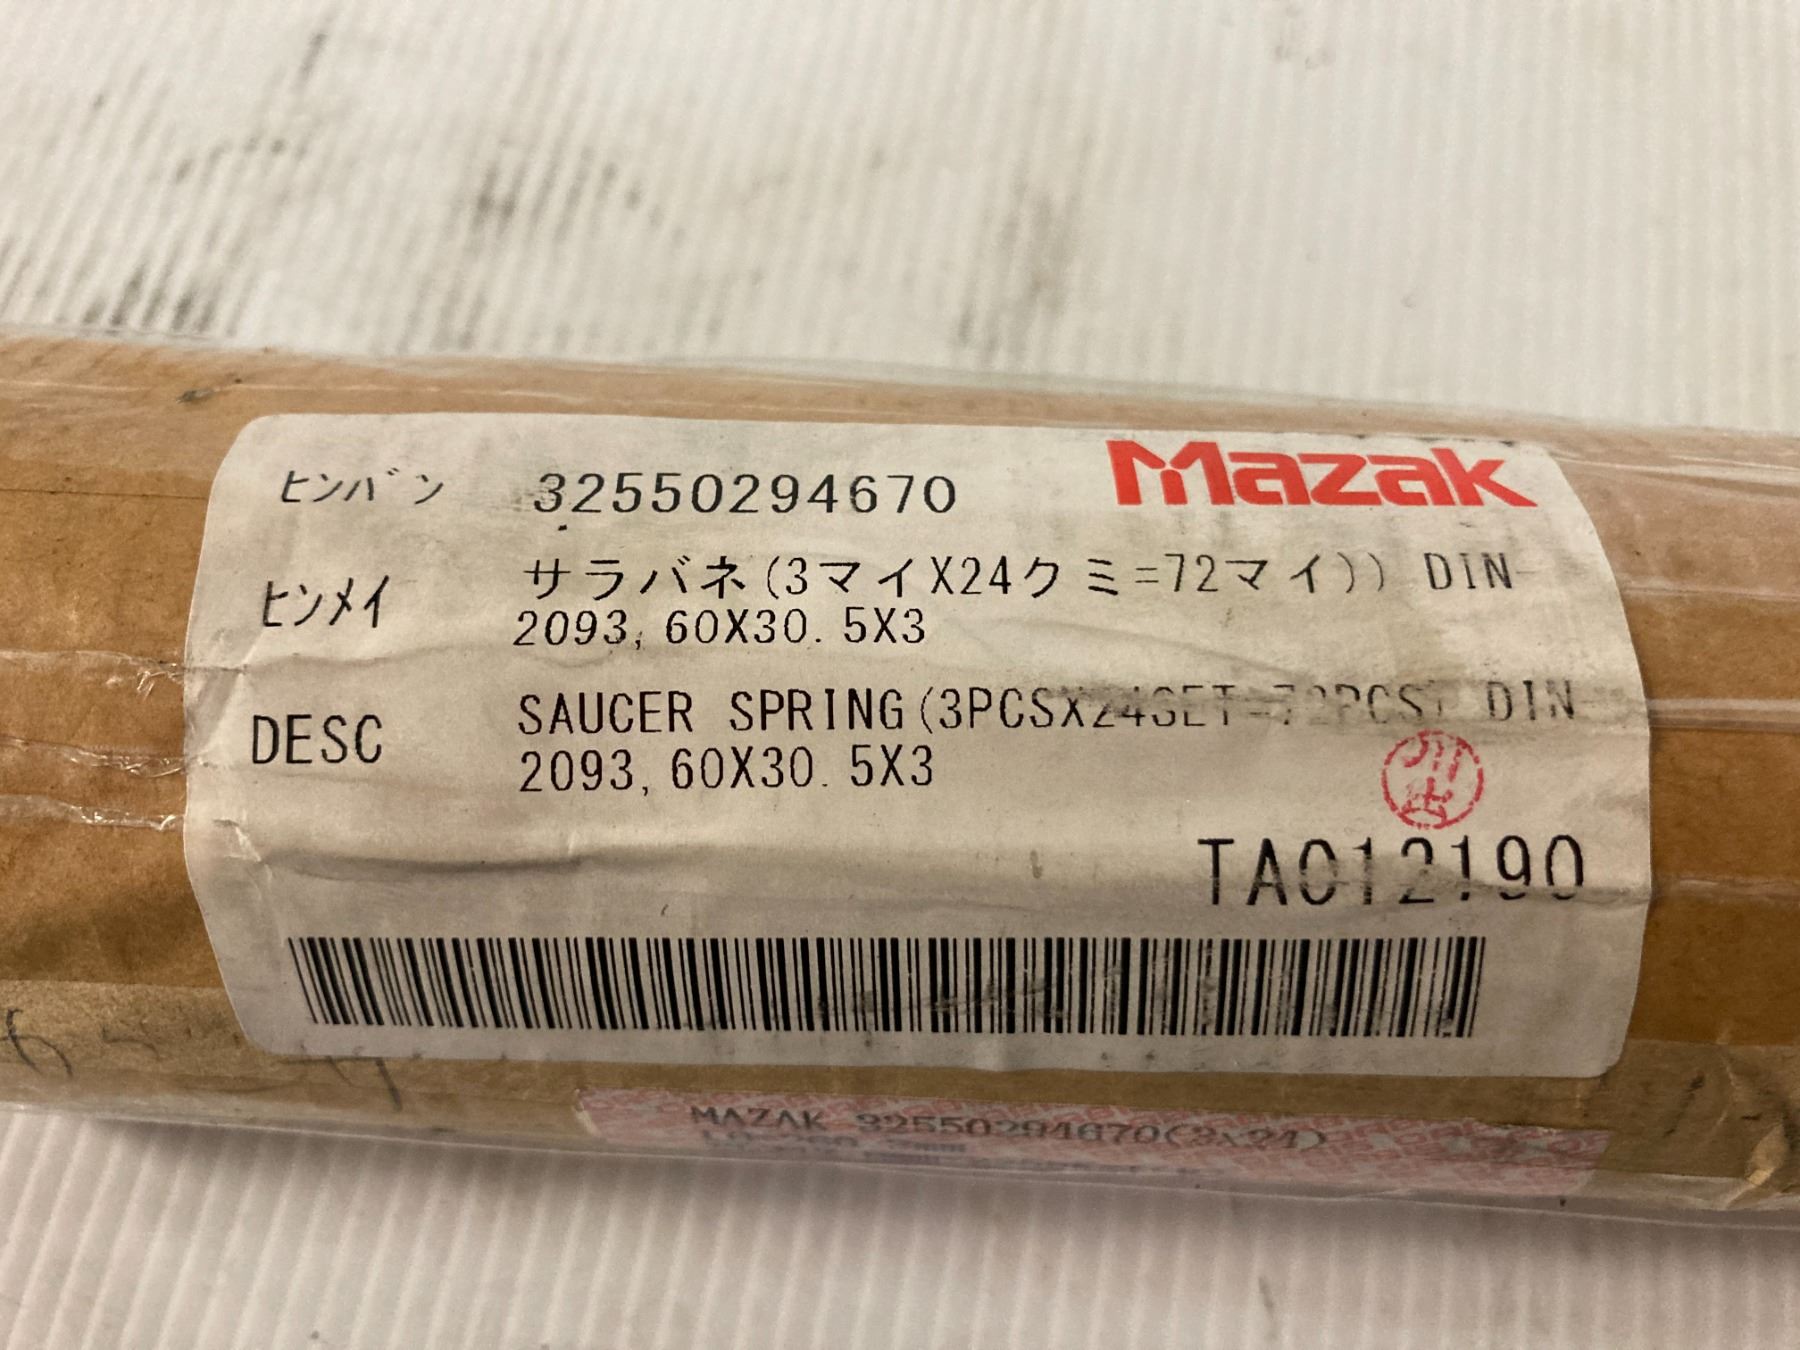 ヒンバン 32550294670 Mazak
ヒンメイ サラバネ(3マイX24クミ=72マイ)) DIN-
2093, 60X30. 5X3
DESC SAUCER SPRING(3PCSX24SET=72PCS) DIN-
2093, 60X30. 5X3
TA012190
MAZAK 32550294670(3x24)